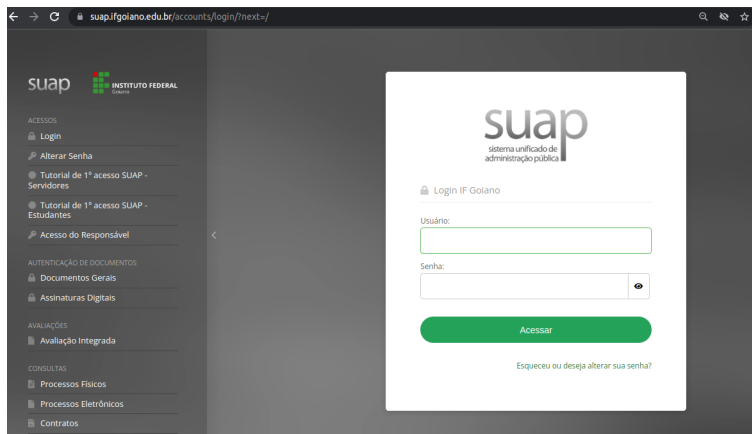 suap.ifgoiano.edu.br/accounts/login/?next=/
suap
INSTITUTO FEDERAL
Goiano
ACESSOS
Login
Alterar Senha
Tutorial de 1º acesso SUAP -
Servidores
Tutorial de 1º acesso SUAP -
Estudantes
Acesso do Responsável
AUTENTICAÇÃO DE DOCUMENTOS
Documentos Gerais
Assinaturas Digitais
AVALIAÇÕES
Avaliação Integrada
CONSULTAS
Processos Físicos
Processos Eletrônicos
Contratos
suap
sistema unificado de
administração pública
Login IF Goiano
Usuário:
Senha:
Acessar
Esqueceu ou deseja alterar sua senha?